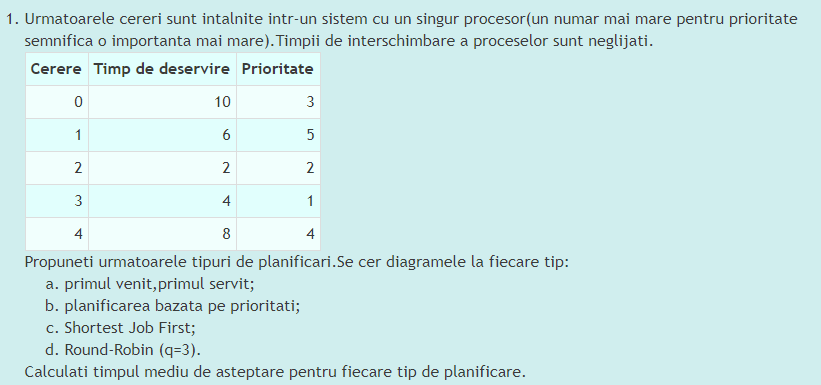 1. Urmatoarele cereri sunt intalnite intr-un sistem cu un singur procesor(un numar mai mare pentru prioritate
semnifica o importanta mai mare).Timpii de interschimbare a proceselor sunt neglijati.
Cerere Timp de deservire Prioritate
0 10 3
1 6 5
2 2 2
3 4 1
4 8 4
Propuneti urmatoarele tipuri de planificari.Se cer diagramele la fiecare tip:
a. primul venit,primul servit;
b. planificarea bazata pe prioritati;
c. Shortest Job First;
d. Round-Robin (q=3).
Calculati timpul mediu de asteptare pentru fiecare tip de planificare.